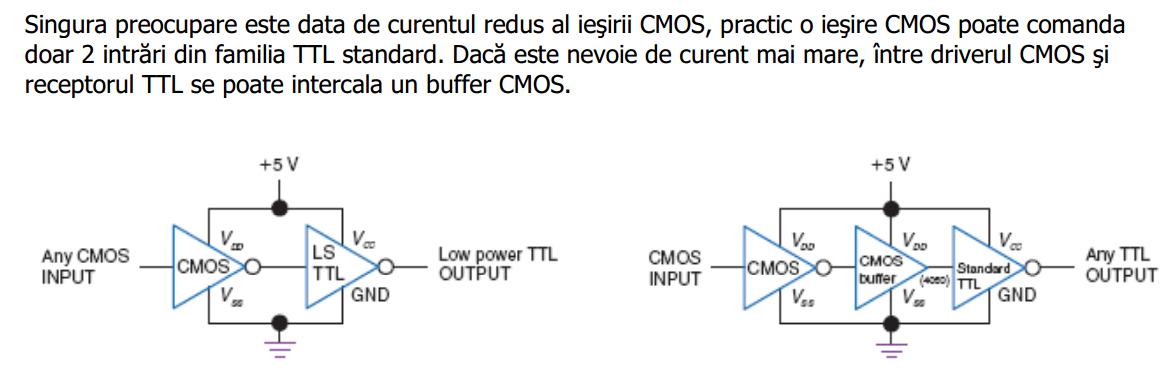 Singura preocupare este data de curentul redus al ieşirii CMOS, practic o ieşire CMOS poate comanda
doar 2 intrări din familia TTL standard. Dacă este nevoie de curent mai mare, între driverul CMOS şi
receptorul TTL se poate intercala un buffer CMOS.
+5 V
Any CMOS
INPUT
CMOS
VDD
VSS
LS
TTL
VCC
GND
Low power TTL
OUTPUT
+5 V
CMOS
INPUT
CMOS
VDD
VSS
CMOS
buffer
(4050)
VDD
VSS
Standard
TTL
VCC
GND
Any TTL
OUTPUT